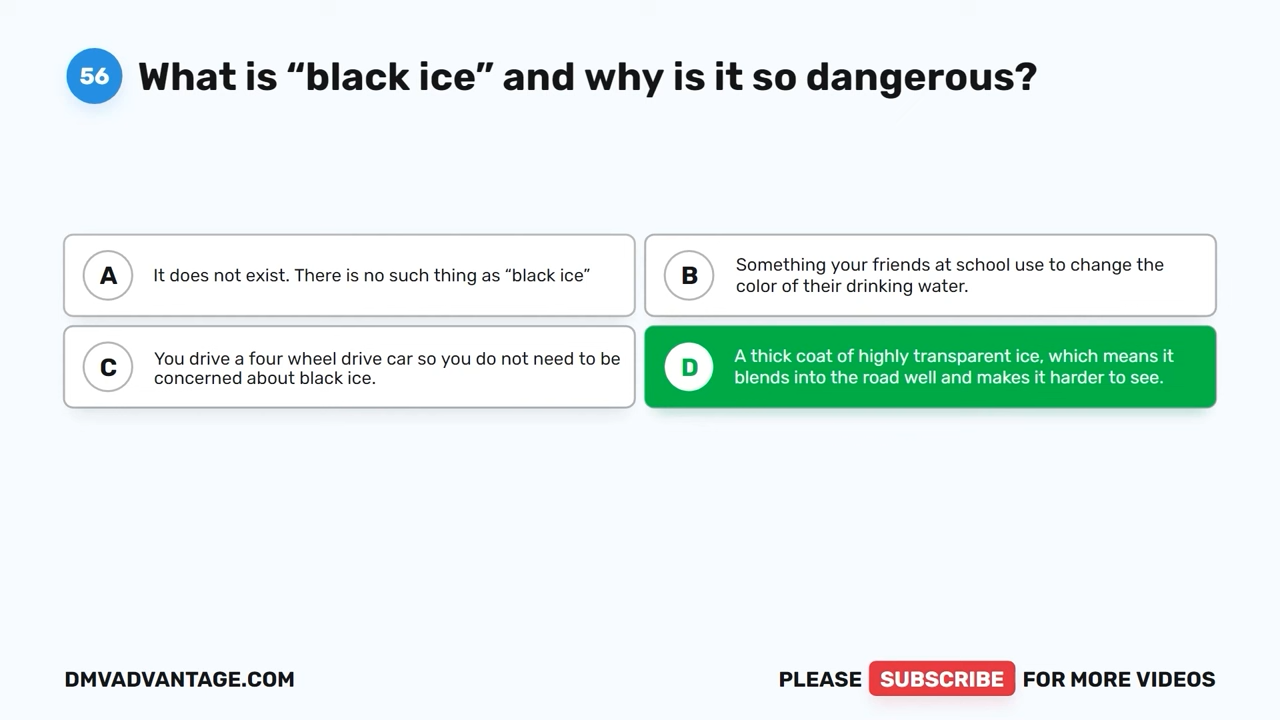 56 What is “black ice” and why is it so dangerous?
A It does not exist. There is no such thing as “black ice”
B Something your friends at school use to change the
color of their drinking water.
C You drive a four wheel drive car so you do not need to be
concerned about black ice.
D A thick coat of highly transparent ice, which means it
blends into the road well and makes it harder to see.
DMVADVANTAGE.COM
PLEASE SUBSCRIBE FOR MORE VIDEOS